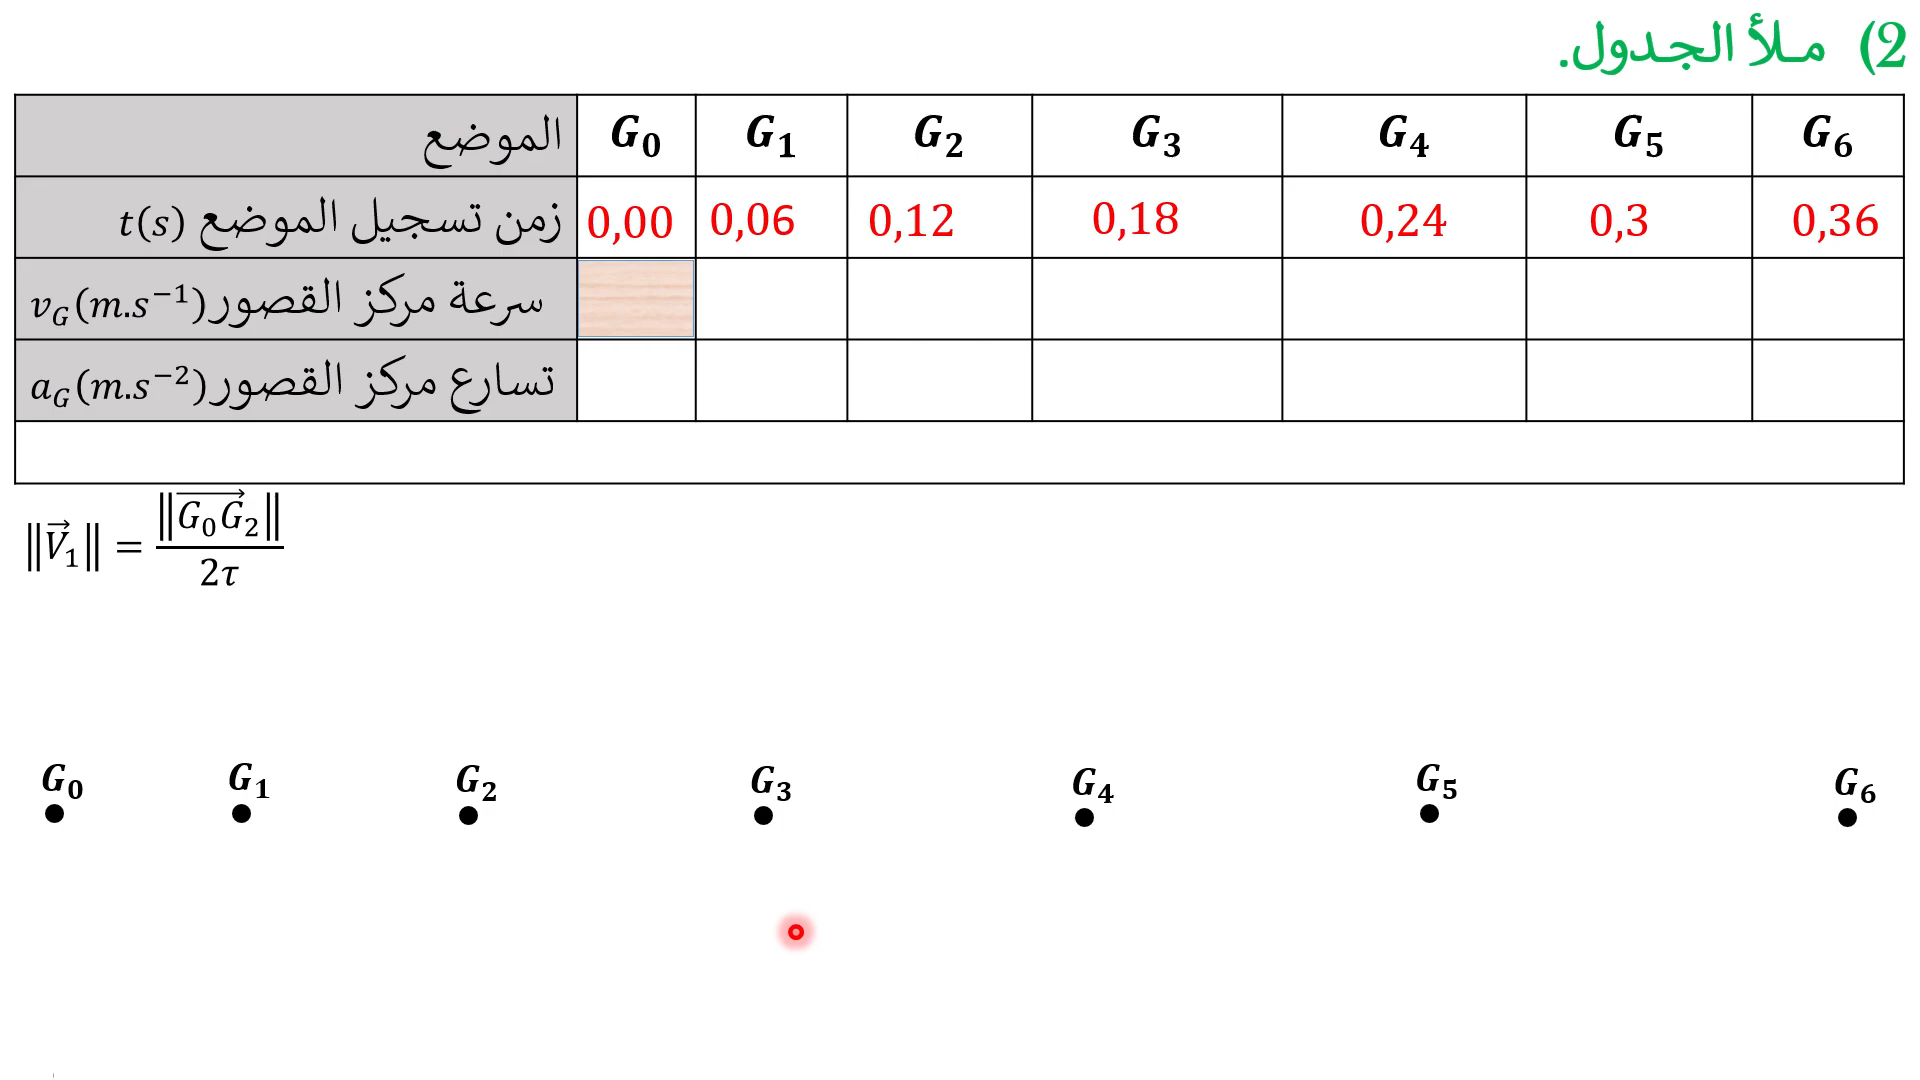 2) ملأ الجدول.
الموضع G₀ G₁ G₂ G₃ G₄ G₅ G₆
زمن تسجيل الموضع t(s) 0,00 0,06 0,12 0,18 0,24 0,3 0,36
سرعة مركز القصور v_G(m.s⁻¹)
تسارع مركز القصور a_G(m.s⁻²)
‖V⃗₁‖ = ‖G₀G₂⃗‖ / 2τ
G₀ G₁ G₂ G₃ G₄ G₅ G₆